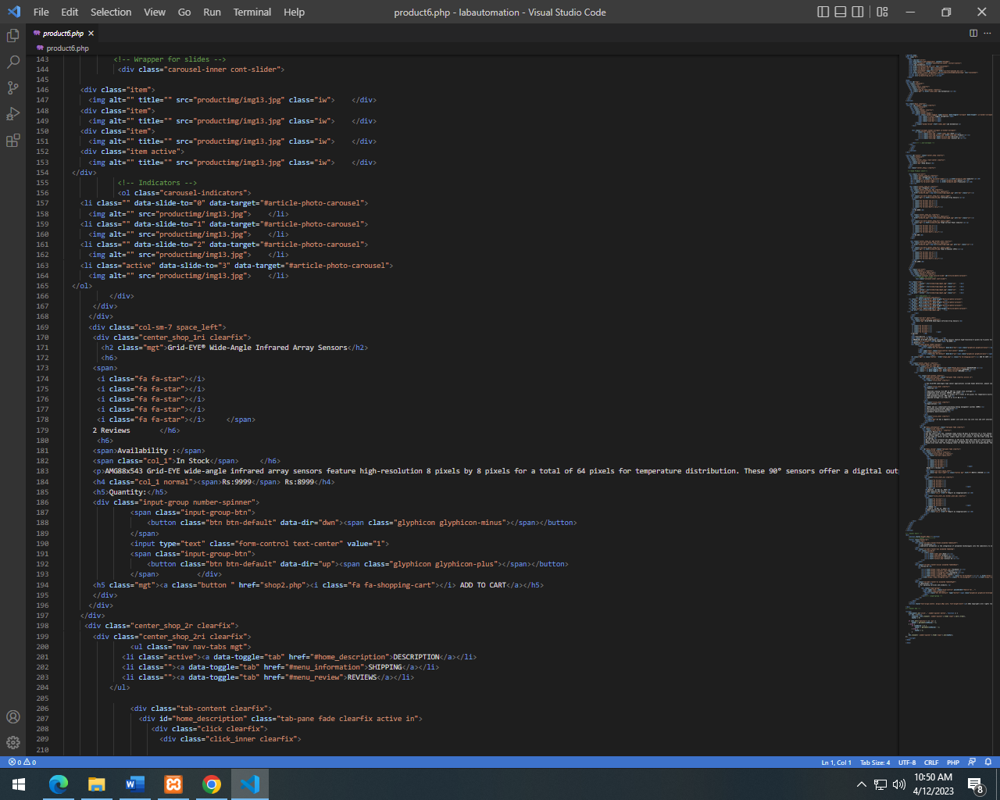 File Edit Selection View Go Run Terminal Help product6.php - labautomation - Visual Studio Code
product6.php
product6.php
143 <!-- Wrapper for slides -->
144 <div class="carousel-inner cont-slider">
145
146 <div class="item">
147 <img alt="" title="" src="productimg/img13.jpg" class="iw"> </div>
148 <div class="item">
149 <img alt="" title="" src="productimg/img13.jpg" class="iw"> </div>
150 <div class="item">
151 <img alt="" title="" src="productimg/img13.jpg" class="iw"> </div>
152 <div class="item active">
153 <img alt="" title="" src="productimg/img13.jpg" class="iw"> </div>
154 </div>
155 <!-- Indicators -->
156 <ol class="carousel-indicators">
157 <li class="" data-slide-to="0" data-target="#article-photo-carousel">
158 <img alt="" src="productimg/img13.jpg"> </li>
159 <li class="" data-slide-to="1" data-target="#article-photo-carousel">
160 <img alt="" src="productimg/img13.jpg"> </li>
161 <li class="" data-slide-to="2" data-target="#article-photo-carousel">
162 <img alt="" src="productimg/img13.jpg"> </li>
163 <li class="active" data-slide-to="3" data-target="#article-photo-carousel">
164 <img alt="" src="productimg/img13.jpg"> </li>
165 </ol>
166 </div>
167 </div>
168 </div>
169 <div class="col-sm-7 space_left">
170 <div class="center_shop_1ri clearfix">
171 <h2 class="mgt">Grid-EYE® Wide-Angle Infrared Array Sensors</h2>
172 <h6>
173 <span>
174 <i class="fa fa-star"></i>
175 <i class="fa fa-star"></i>
176 <i class="fa fa-star"></i>
177 <i class="fa fa-star"></i>
178 <i class="fa fa-star"></i> </span>
179 2 Reviews </h6>
180 <h6>
181 <span>Availability :</span>
182 <span class="col_1">In Stock</span> </h6>
183 <p>AMG88x543 Grid-EYE wide-angle infrared array sensors feature high-resolution 8 pixels by 8 pixels for a total of 64 pixels for temperature distribution. These 90° sensors offer a digital out
184 <h4 class="col_1 normal"><span>Rs:9999</span> Rs:8999</h4>
185 <h5>Quantity:</h5>
186 <div class="input-group number-spinner">
187 <span class="input-group-btn">
188 <button class="btn btn-default" data-dir="dwn"><span class="glyphicon glyphicon-minus"></span></button>
189 </span>
190 <input type="text" class="form-control text-center" value="1">
191 <span class="input-group-btn">
192 <button class="btn btn-default" data-dir="up"><span class="glyphicon glyphicon-plus"></span></button>
193 </span> </div>
194 <h5 class="mgt"><a class="button " href="shop2.php"><i class="fa fa-shopping-cart"></i> ADD TO CART</a></h5>
195 </div>
196 </div>
197 </div>
198 <div class="center_shop_2r clearfix">
199 <div class="center_shop_2ri clearfix">
200 <ul class="nav nav-tabs mgt">
201 <li class="active"><a data-toggle="tab" href="#home_description">DESCRIPTION</a></li>
202 <li class=""><a data-toggle="tab" href="#menu_information">SHIPPING</a></li>
203 <li class=""><a data-toggle="tab" href="#menu_review">REVIEWS</a></li>
204 </ul>
205
206 <div class="tab-content clearfix">
207 <div id="home_description" class="tab-pane fade clearfix active in">
208 <div class="click clearfix">
209 <div class="click_inner clearfix">
210
0 0 Ln 1, Col 1 Tab Size: 4 UTF-8 CRLF PHP
10:50 AM
4/12/2023
8